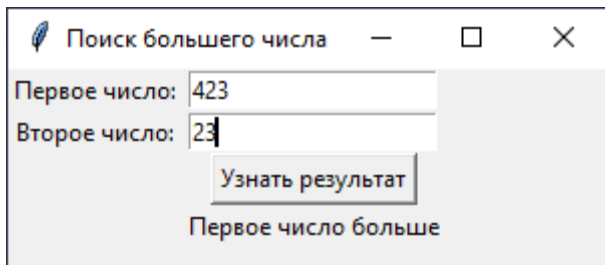 Поиск большего числа
Первое число: 423
Второе число: 23
Узнать результат
Первое число больше